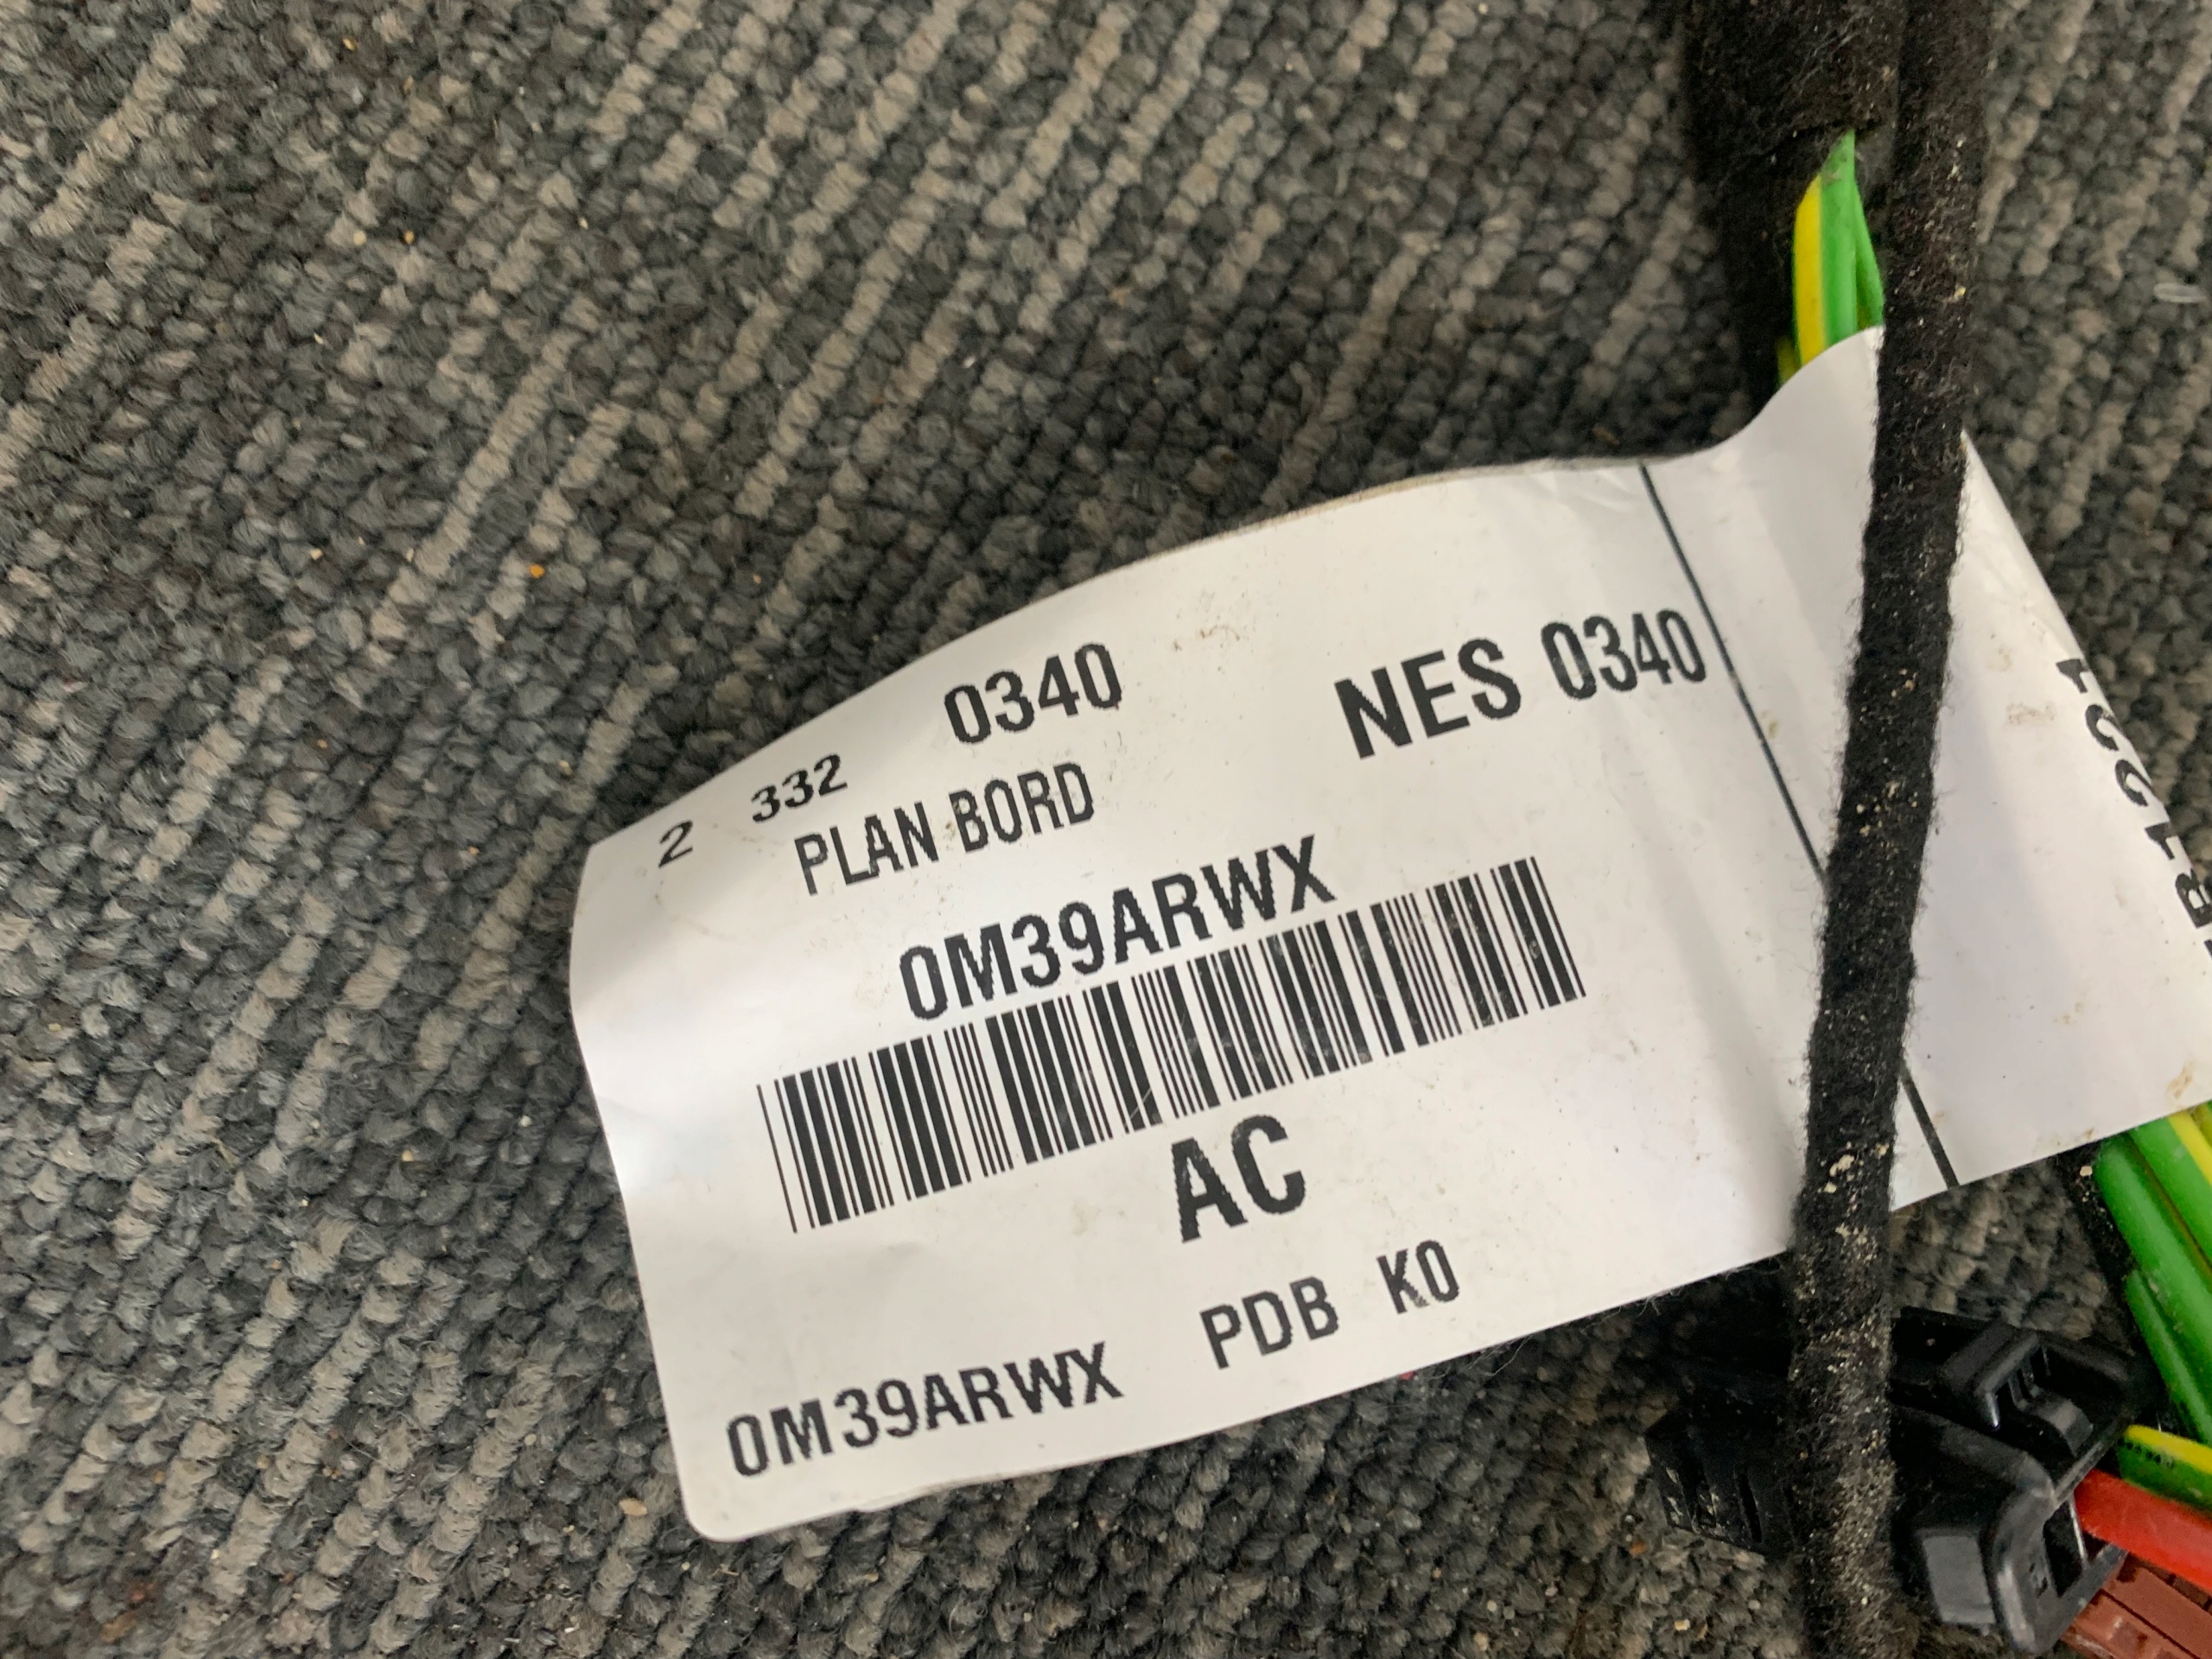 2 332 0340 NES 0340
PLAN BORD
0M39ARWX
AC
PDB K0
0M39ARWX